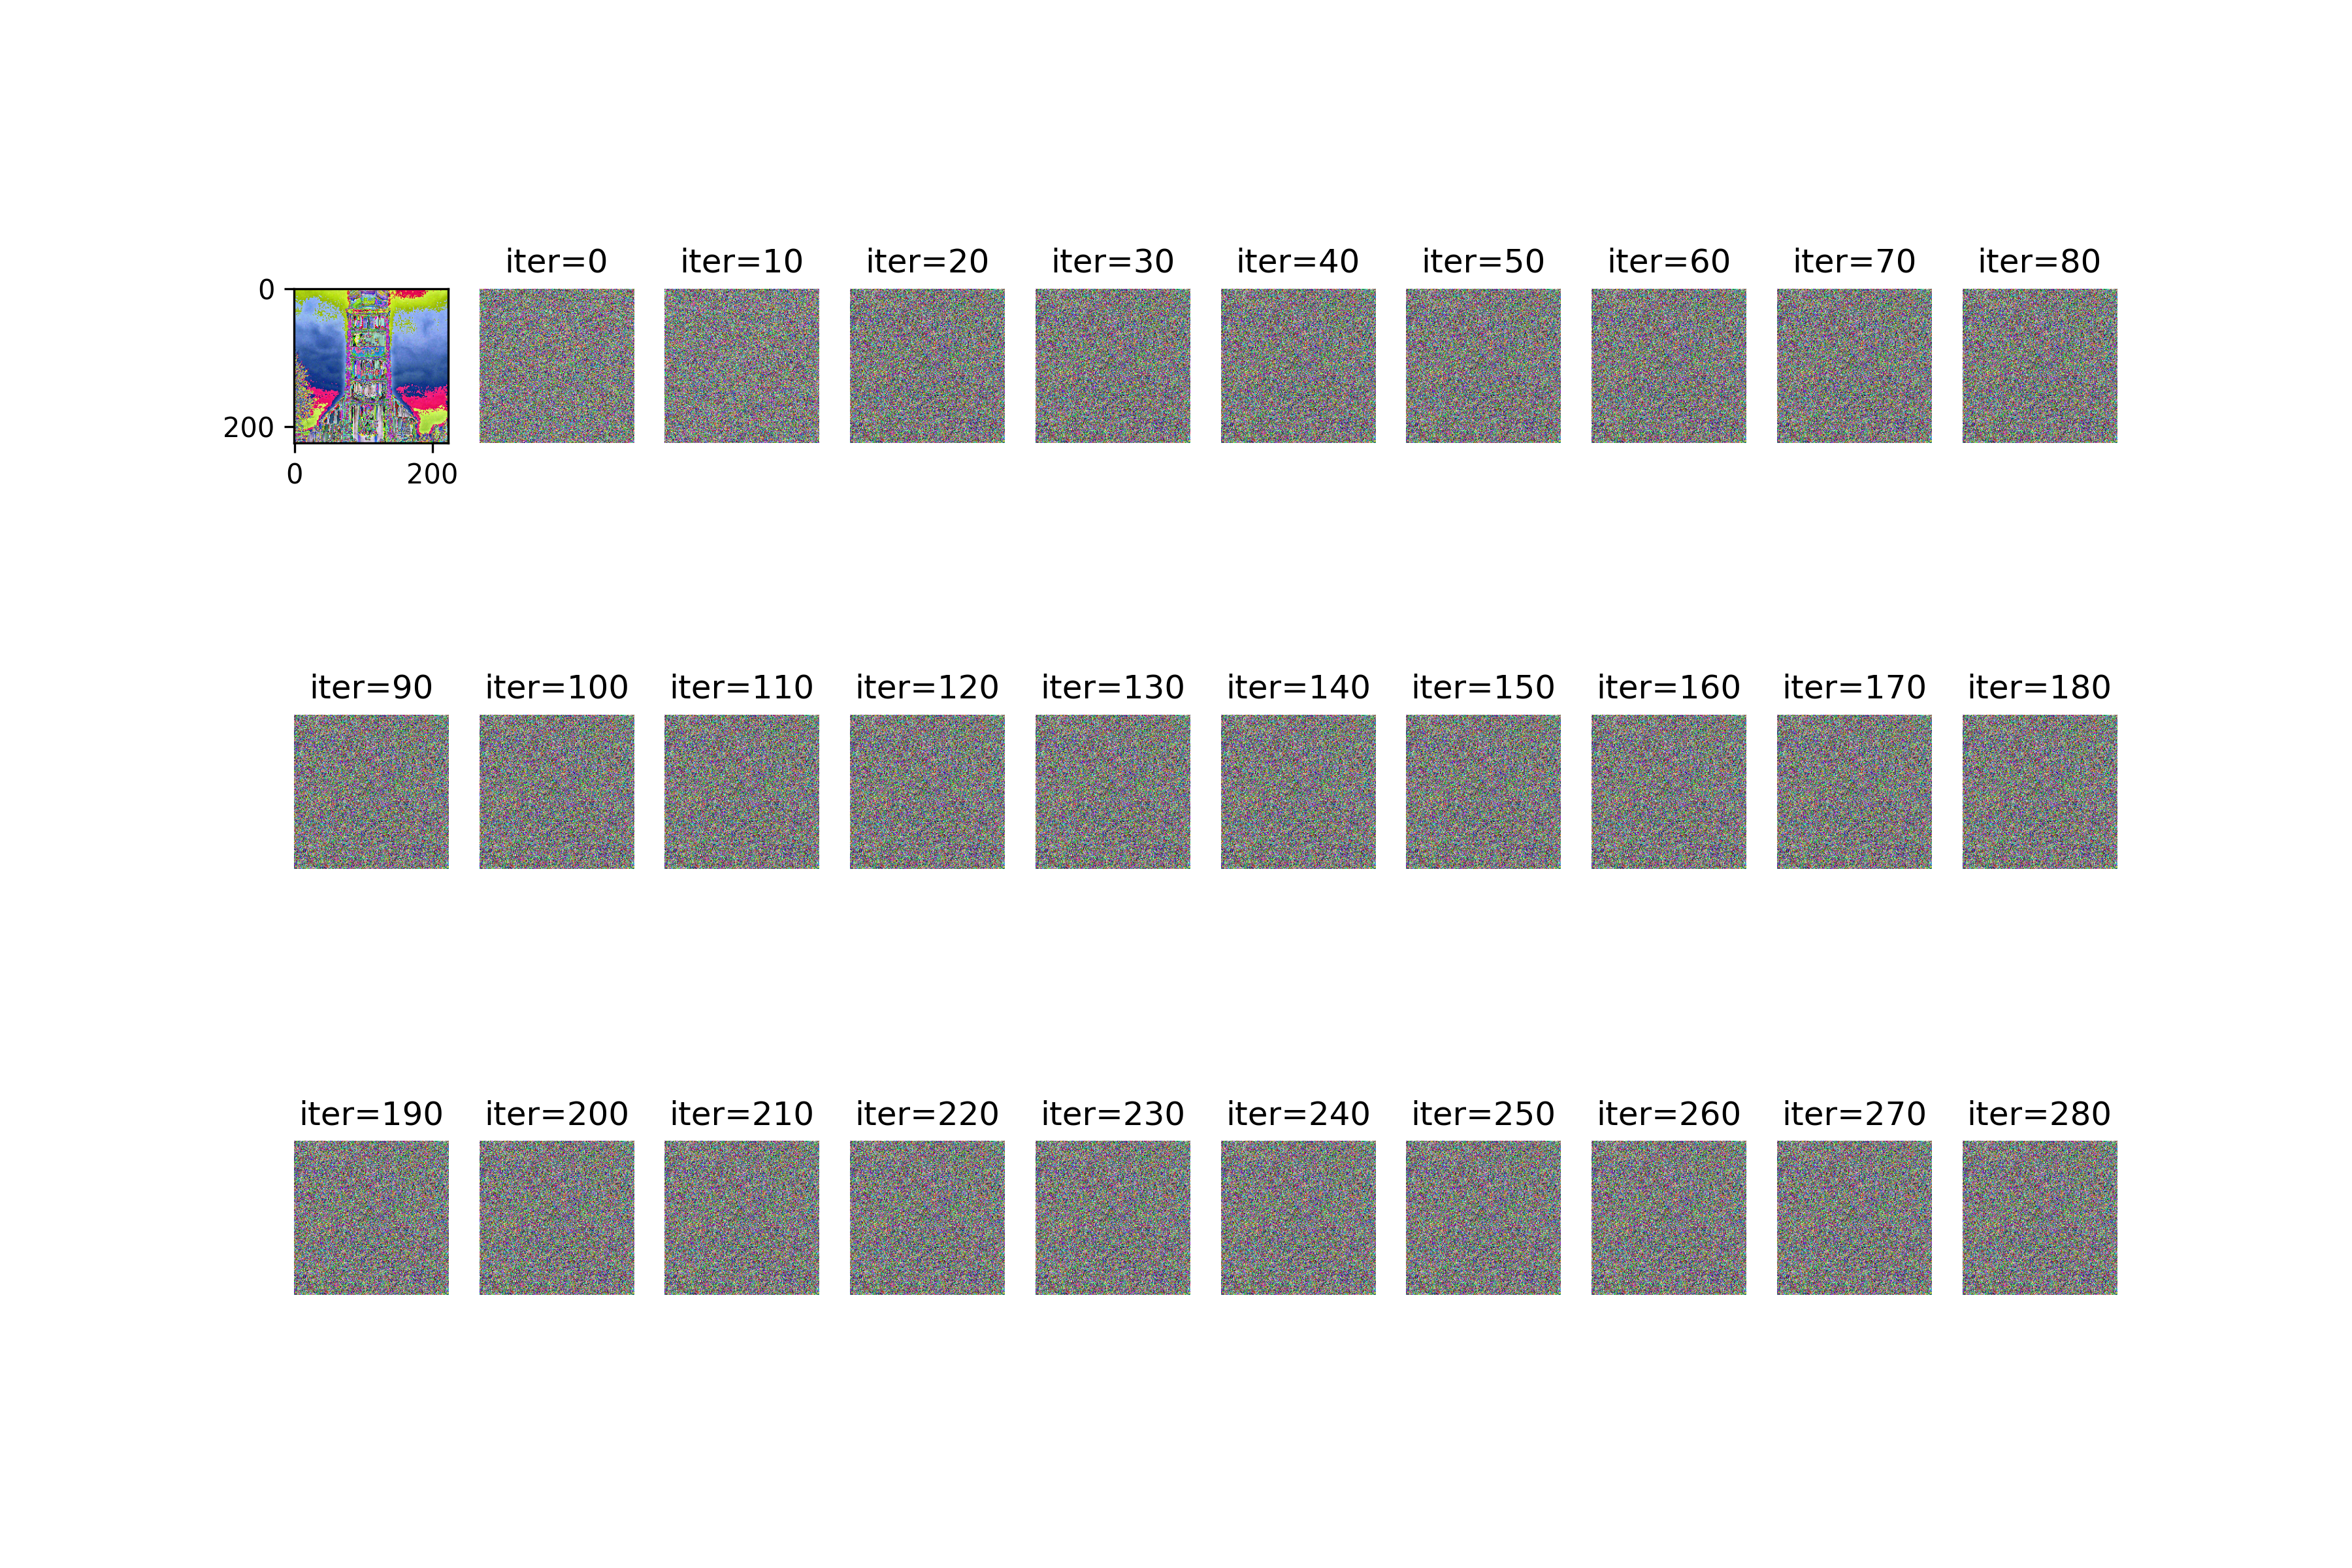 iter=0 iter=10 iter=20 iter=30 iter=40 iter=50 iter=60 iter=70 iter=80
0
200
0 200
iter=90 iter=100 iter=110 iter=120 iter=130 iter=140 iter=150 iter=160 iter=170 iter=180
iter=190 iter=200 iter=210 iter=220 iter=230 iter=240 iter=250 iter=260 iter=270 iter=280